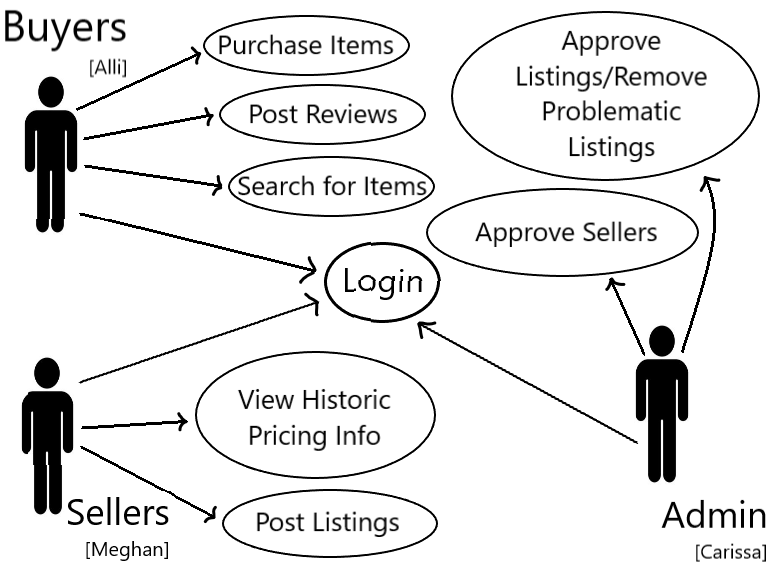 Buyers
[Alli]
Purchase Items
Post Reviews
Search for Items
Approve
Listings/Remove
Problematic
Listings
Approve Sellers
Login
View Historic
Pricing Info
Post Listings
Sellers
[Meghan]
Admin
[Carissa]